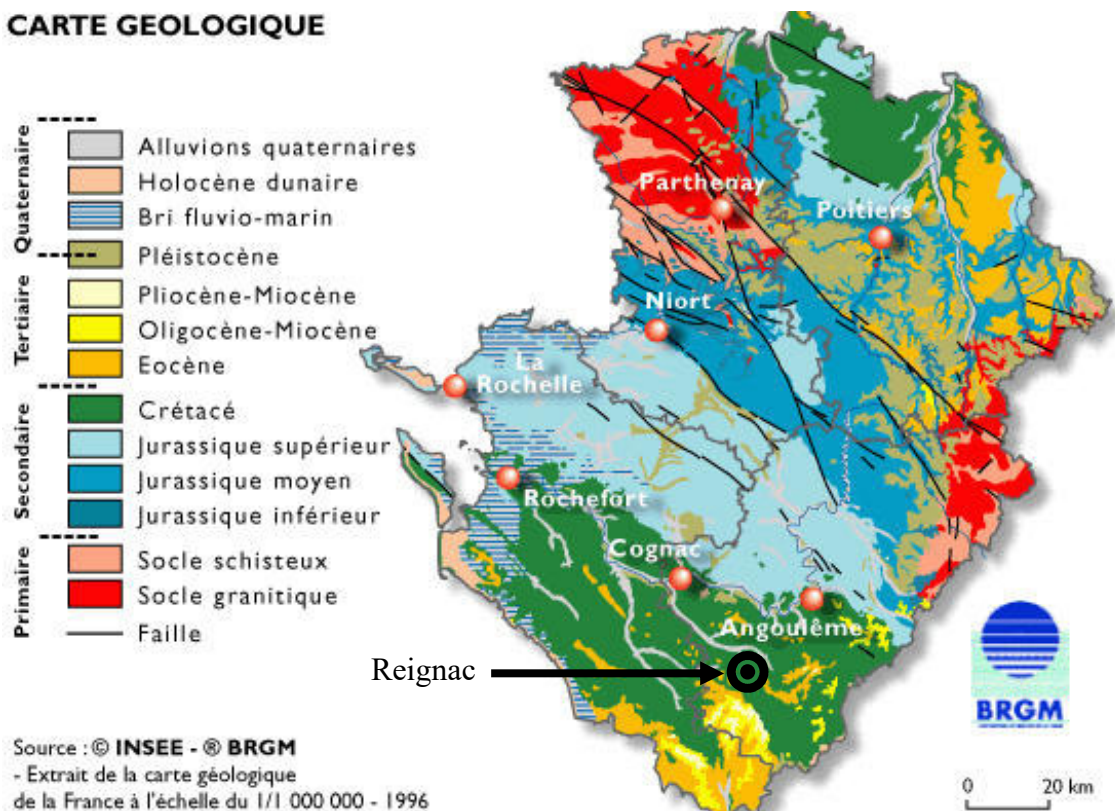 CARTE GEOLOGIQUE
Quaternaire
Alluvions quaternaires
Holocène dunaire
Bri fluvio-marin
Pléistocène
Tertiaire
Pliocène-Miocène
Oligocène-Miocène
Eocène
Secondaire
Crétacé
Jurassique supérieur
Jurassique moyen
Jurassique inférieur
Primaire
Socle schisteux
Socle granitique
Faille
Parthenay
Poitiers
Niort
La
Rochelle
Rochefort
Cognac
Angoulême
Reignac
BRGM
Source : © INSEE - ® BRGM
- Extrait de la carte géologique
de la France à l'échelle du 1/1 000 000 - 1996
0 20 km